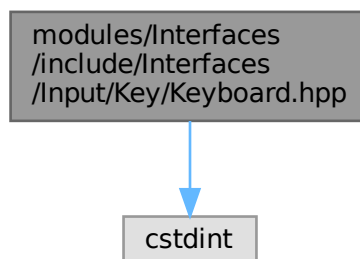 modules/Interfaces
/include/Interfaces
/Input/Key/Keyboard.hpp
cstdint